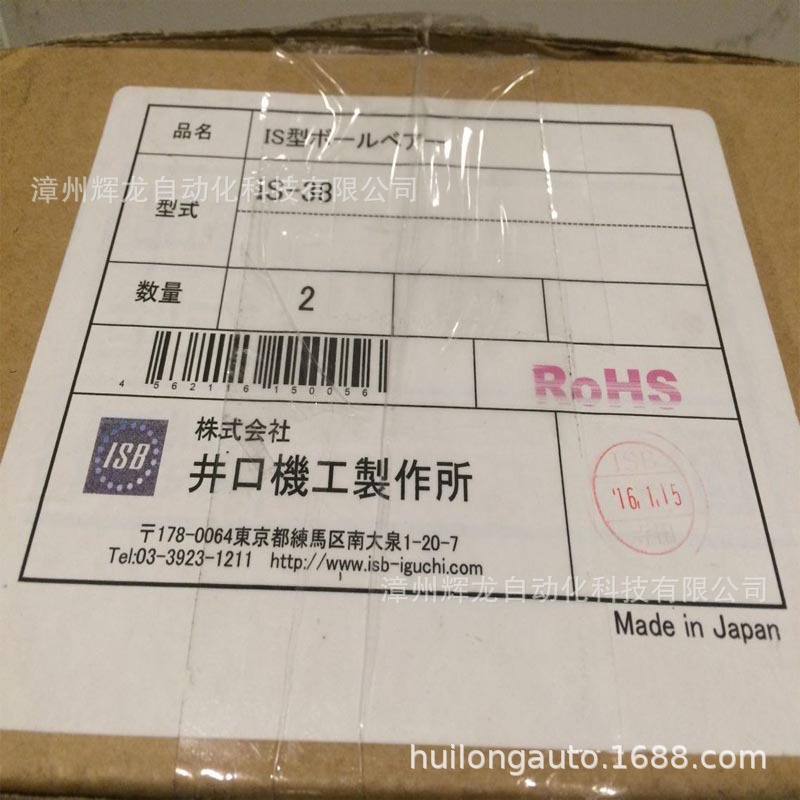 品名 IS型ボールベアー
漳州辉龙自动化科技有限公司
型式 IS-38
数量 2
4562116150056
RoHS
ISB
株式会社
井口機工製作所
ISB
'16.1.15
〒178-0064東京都練馬区南大泉1-20-7
Tel:03-3923-1211 http://www.isb-iguchi.com
漳州辉龙自动化科技有限公司
Made in Japan
huilongauto.1688.com